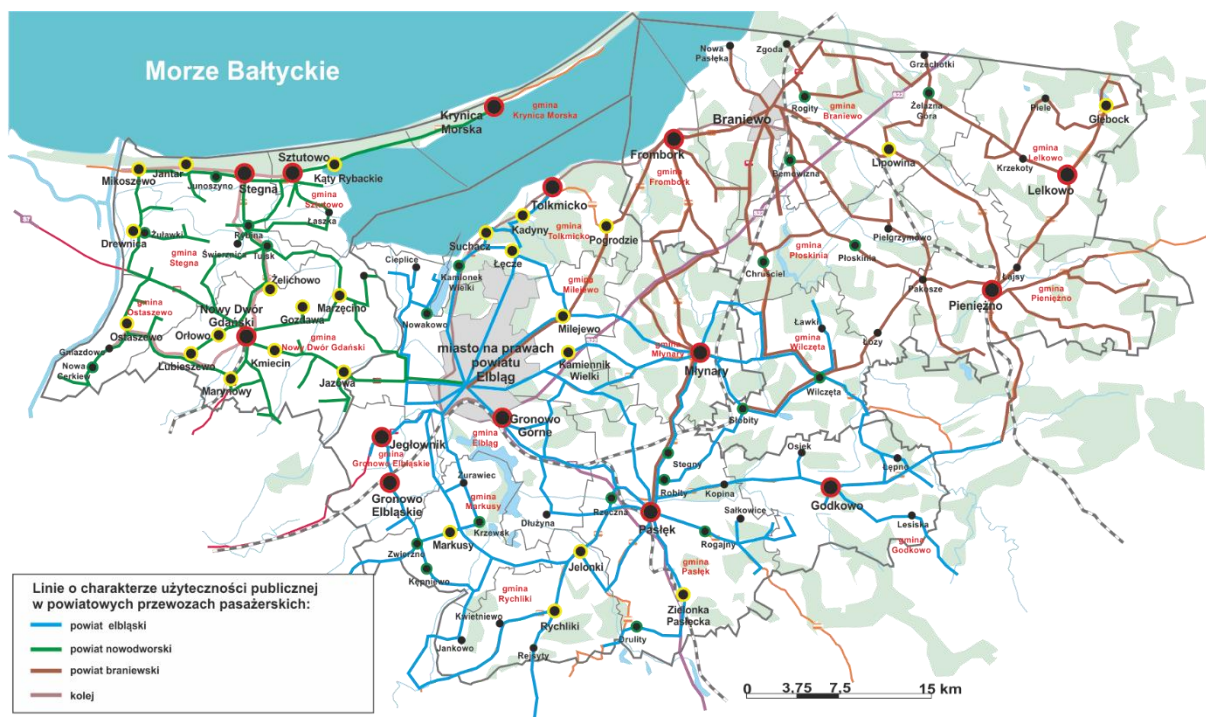 Morze Bałtyckie
Krynica
Morska
gmina
Krynica Morska
Nowa
Pasłęka
Zgoda
Grzechotki
Rogity
gmina
Braniewo
Żelazna
Góra
Piele
Głębock
Braniewo
Sztutowo
Mikoszewo
Jantar
Junoszyno
Stegna
Kąty Rybackie
Frombork
Lipowina
gmina
Lelkowo
Krzekoty
Lelkowo
Bemowizna
gmina
Frombork
gmina
Sztutowo
Łaszka
Tolkmicko
Kadyny
gmina
Tolkmicko
Pogrodzie
Drewnica
Żuławki
Rybina
Świerznica
Tujsk
gmina
Stegna
Suchacz
Łęcze
Cieplice
Kamionek
Wielki
Pielgrzymowo
gmina
Płoskinia
Płoskinia
Chruściel
Łajsy
gmina
Pieniężno
Pakosze
Pieniężno
Żelichowo
Nowy Dwór
Gdański
Marzęcino
Gozdawa
gmina
Milejewo
Nowakowo
Milejewo
gmina
Ostaszewo
Ostaszewo
Orłowo
gmina
Nowy Dwór Gdański
Gniazdowo
Nowa
Cerkiew
Lubieszewo
Kmiecin
miasto na prawach
powiatu
Elbląg
Kamiennik
Wielki
gmina
Młynary
Młynary
Ławki
gmina
Wilczęta
Łozy
Marynowy
Jazowa
Wilczęta
Słobity
Gronowo
Górne
gmina
Elbląg
Jegłownik
gmina
Gronowo Elbląskie
Gronowo
Elbląskie
Żurawiec
gmina
Markusy
Stegny
Robity
Osiek
Łępno
Kopina
Godkowo
Rzeczna
Dłużyna
Pasłęk
Sałkowice
Rogajny
Lesiska
gmina
Godkowo
Krzewsk
Markusy
Zwierzno
Kępniewo
Jelonki
gmina
Pasłęk
gmina
Rychliki
Kwietniewo
Rychliki
Zielonka
Pasłęcka
Jankowo
Rejsyty
Drulity
Linie o charakterze użyteczności publicznej
w powiatowych przewozach pasażerskich:
powiat elbląski
powiat nowodworski
powiat braniewski
kolej
0 3.75 7.5 15 km